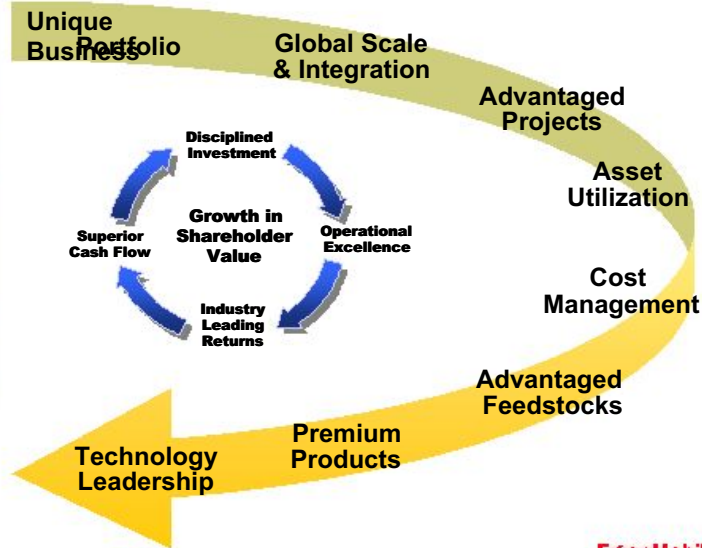 Unique
Business
Portfolio
Global Scale
& Integration
Advantaged
Projects
Asset
Utilization
Cost
Management
Advantaged
Feedstocks
Premium
Products
Technology
Leadership
Disciplined
Investment
Operational
Excellence
Industry
Leading
Returns
Superior
Cash Flow
Growth in
Shareholder
Value